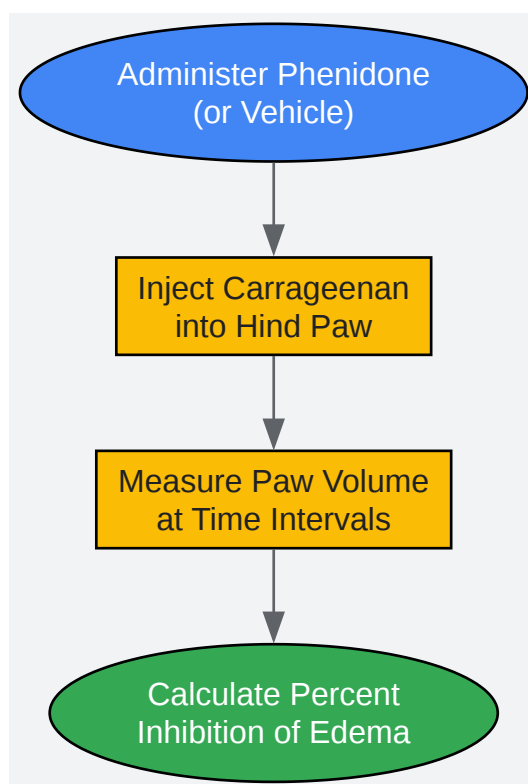 Administer Phenidone
(or Vehicle)
Inject Carrageenan
into Hind Paw
Measure Paw Volume
at Time Intervals
Calculate Percent
Inhibition of Edema